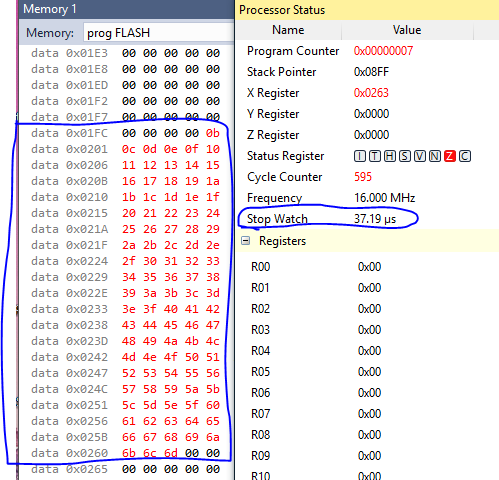 Memory 1
Memory: prog FLASH
data 0x01E3 00 00 00 00 00
data 0x01E8 00 00 00 00 00
data 0x01ED 00 00 00 00 00
data 0x01F2 00 00 00 00 00
data 0x01F7 00 00 00 00 00
data 0x01FC 00 00 00 00 0b
data 0x0201 0c 0d 0e 0f 10
data 0x0206 11 12 13 14 15
data 0x020B 16 17 18 19 1a
data 0x0210 1b 1c 1d 1e 1f
data 0x0215 20 21 22 23 24
data 0x021A 25 26 27 28 29
data 0x021F 2a 2b 2c 2d 2e
data 0x0224 2f 30 31 32 33
data 0x0229 34 35 36 37 38
data 0x022E 39 3a 3b 3c 3d
data 0x0233 3e 3f 40 41 42
data 0x0238 43 44 45 46 47
data 0x023D 48 49 4a 4b 4c
data 0x0242 4d 4e 4f 50 51
data 0x0247 52 53 54 55 56
data 0x024C 57 58 59 5a 5b
data 0x0251 5c 5d 5e 5f 60
data 0x0256 61 62 63 64 65
data 0x025B 66 67 68 69 6a
data 0x0260 6b 6c 6d 00 00
data 0x0265 00 00 00 00 00
Processor Status
Name Value
Program Counter 0x00000007
Stack Pointer 0x08FF
X Register 0x0263
Y Register 0x0000
Z Register 0x0000
Status Register I T H S V N Z C
Cycle Counter 595
Frequency 16.000 MHz
Stop Watch 37.19 µs
Registers
R00 0x00
R01 0x00
R02 0x00
R03 0x00
R04 0x00
R05 0x00
R06 0x00
R07 0x00
R08 0x00
R09 0x00
R10 0x00